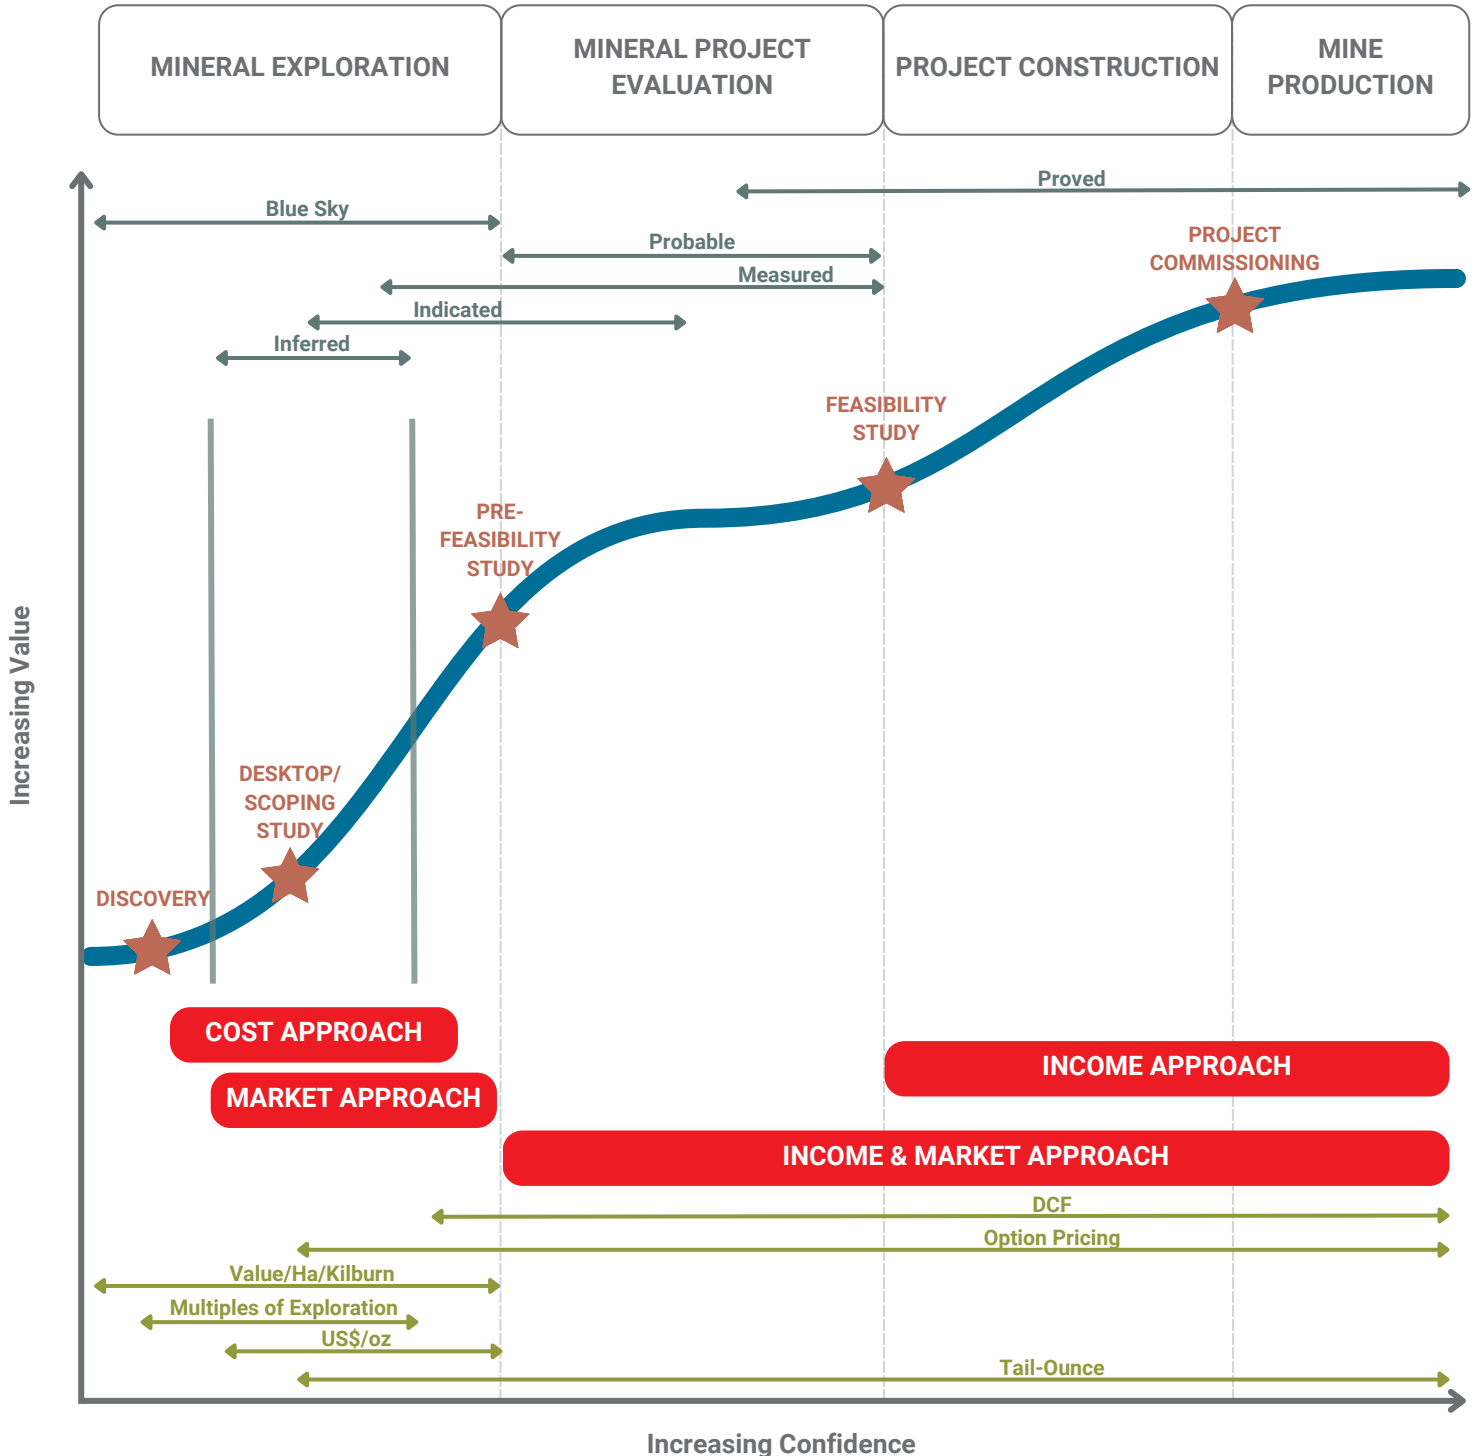 MINERAL EXPLORATION
MINERAL PROJECT
EVALUATION
PROJECT CONSTRUCTION
MINE
PRODUCTION
Proved
Blue Sky
Probable
PROJECT
COMMISSIONING
Measured
Indicated
Inferred
FEASIBILITY
STUDY
PRE-
FEASIBILITY
STUDY
Increasing Value
DESKTOP/
SCOPING
STUDY
DISCOVERY
COST APPROACH
INCOME APPROACH
MARKET APPROACH
INCOME & MARKET APPROACH
DCF
Option Pricing
Value/Ha/Kilburn
Multiples of Exploration
US$/oz
Tail-Ounce
Increasing Confidence